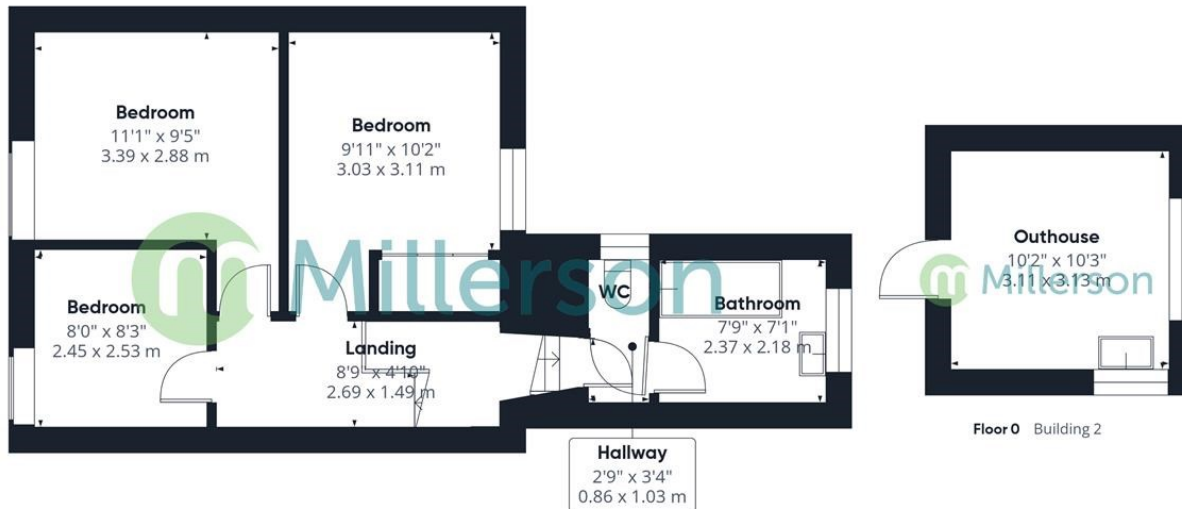 Bedroom
11'1" x 9'5"
3.39 x 2.88 m
Bedroom
9'11" x 10'2"
3.03 x 3.11 m
Bedroom
8'0" x 8'3"
2.45 x 2.53 m
Landing
8'9" x 4'10"
2.69 x 1.49 m
WC
Bathroom
7'9" x 7'1"
2.37 x 2.18 m
Hallway
2'9" x 3'4"
0.86 x 1.03 m
m Millerson
Outhouse
10'2" x 10'3"
3.11 x 3.13 m
m Millerson
Floor 0 Building 2